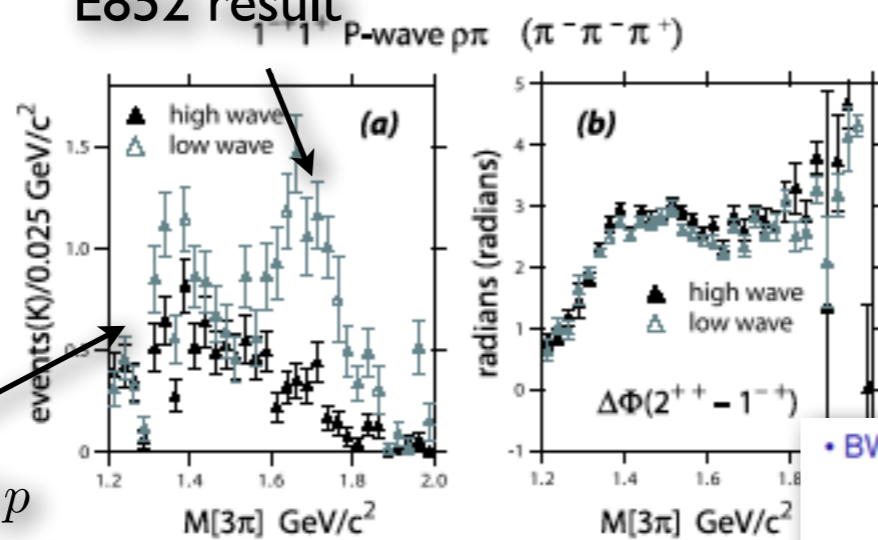 E852 result
1⁻⁺1⁺ P-wave ρπ (π⁻π⁻π⁺)
events(K)/0.025 GeV/c²
1.5
1.0
0
high wave
low wave
(a)
1.2 1.4 1.6 1.8 2.0
M[3π] GeV/c²
p
radians (radians)
5
4
3
2
1
0
-1
(b)
high wave
low wave
ΔΦ(2⁺⁺ – 1⁻⁺)
1.2 1.4 1.6 1.8
M[3π] GeV/c²
• BW